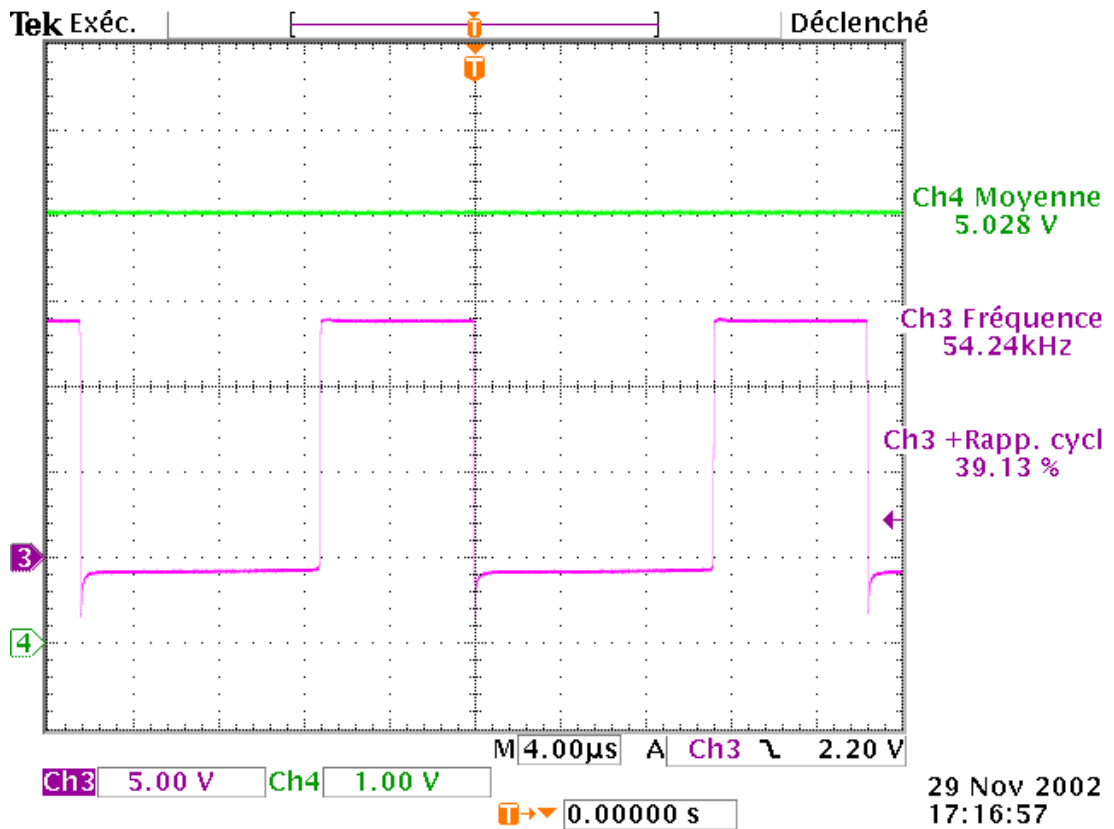 Tek Exéc.
T
Déclenché
T
Ch4 Moyenne
5.028 V
Ch3 Fréquence
54.24kHz
Ch3 +Rapp. cycl
39.13 %
3
4
M 4.00µs A Ch3 2.20 V
Ch3 5.00 V Ch4 1.00 V
T 0.00000 s
29 Nov 2002
17:16:57